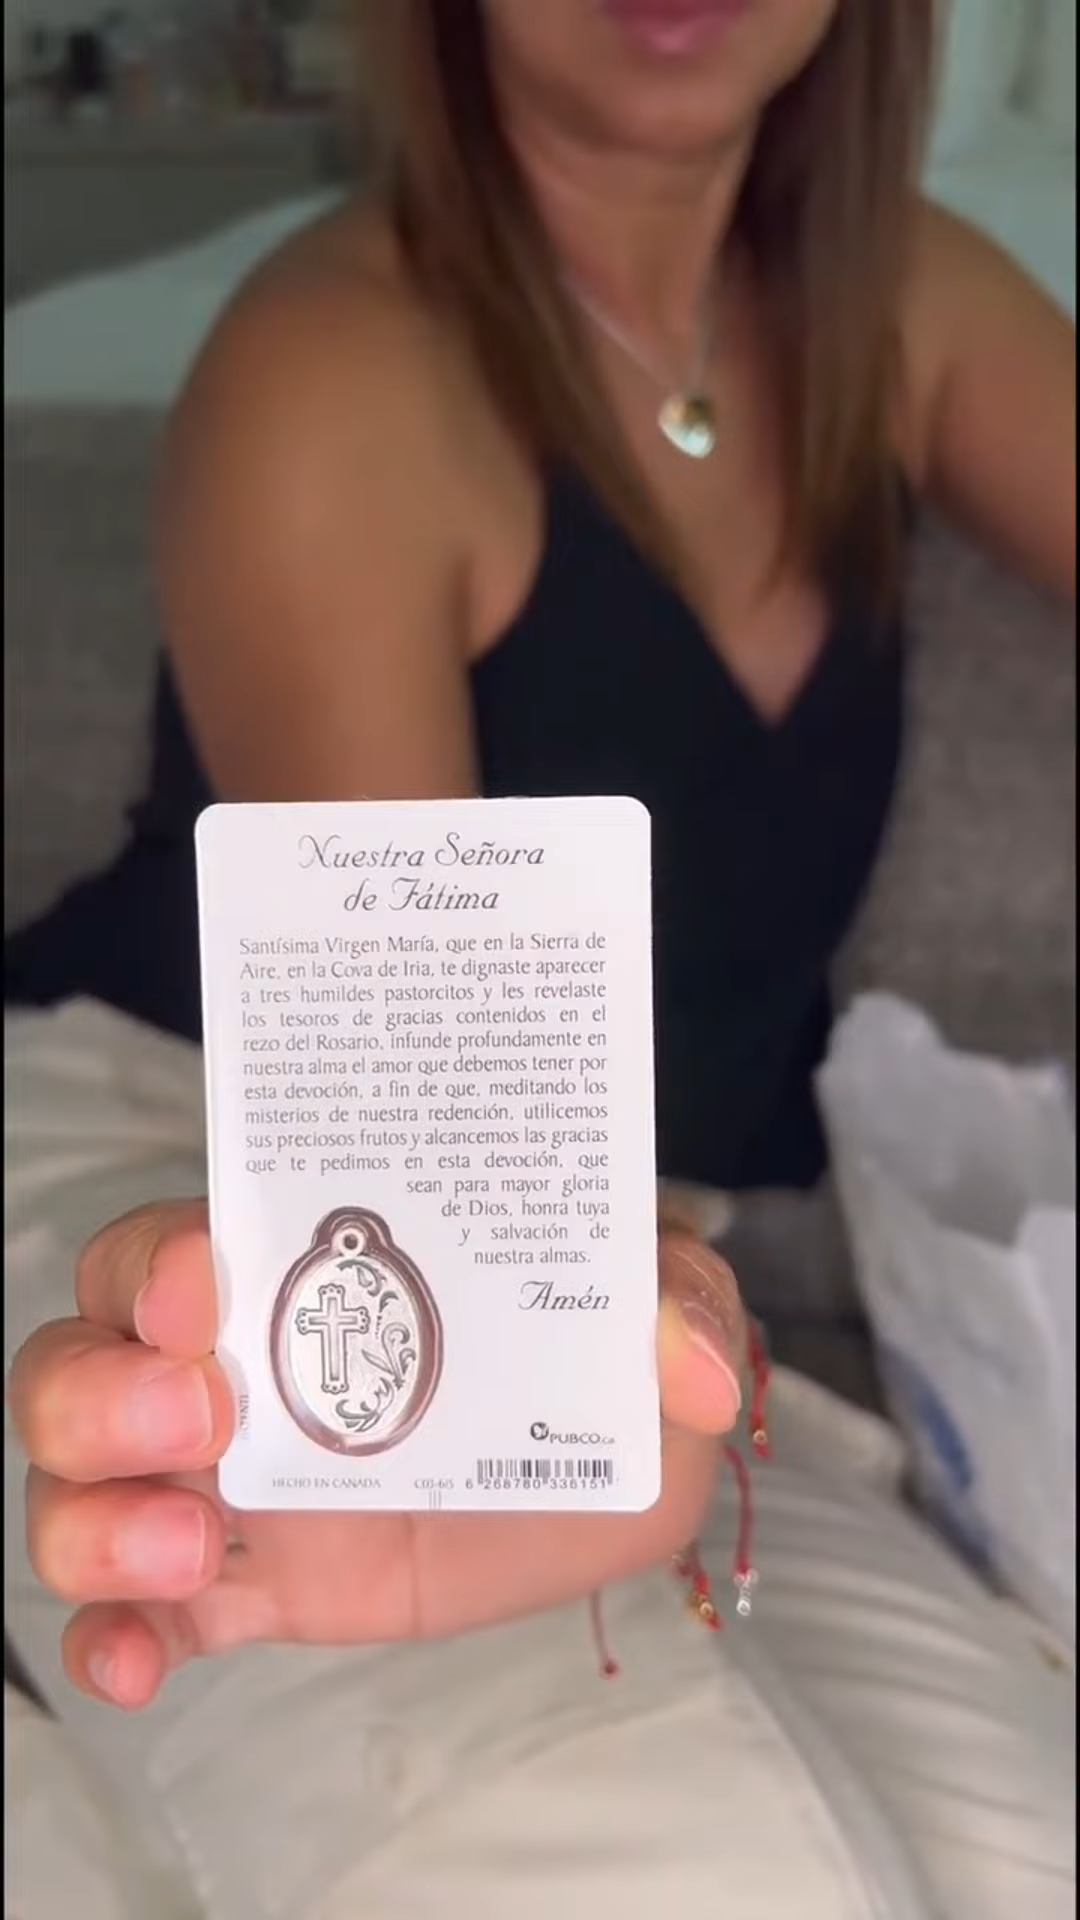 Nuestra Señora
de Fátima
Santísima Virgen María, que en la Sierra de
Aire, en la Cova de Iria, te dignaste aparecer
a tres humildes pastorcitos y les revelaste
los tesoros de gracias contenidos en el
rezo del Rosario, infunde profundamente en
nuestra alma el amor que debemos tener por
esta devoción, a fin de que, meditando los
misterios de nuestra redención, utilicemos
sus preciosos frutos y alcancemos las gracias
que te pedimos en esta devoción, que
sean para mayor gloria
de Dios, honra tuya
y salvación de
nuestra almas.
Amén
PUBCO.ca
HECHO EN CANADA
6 268780 336151